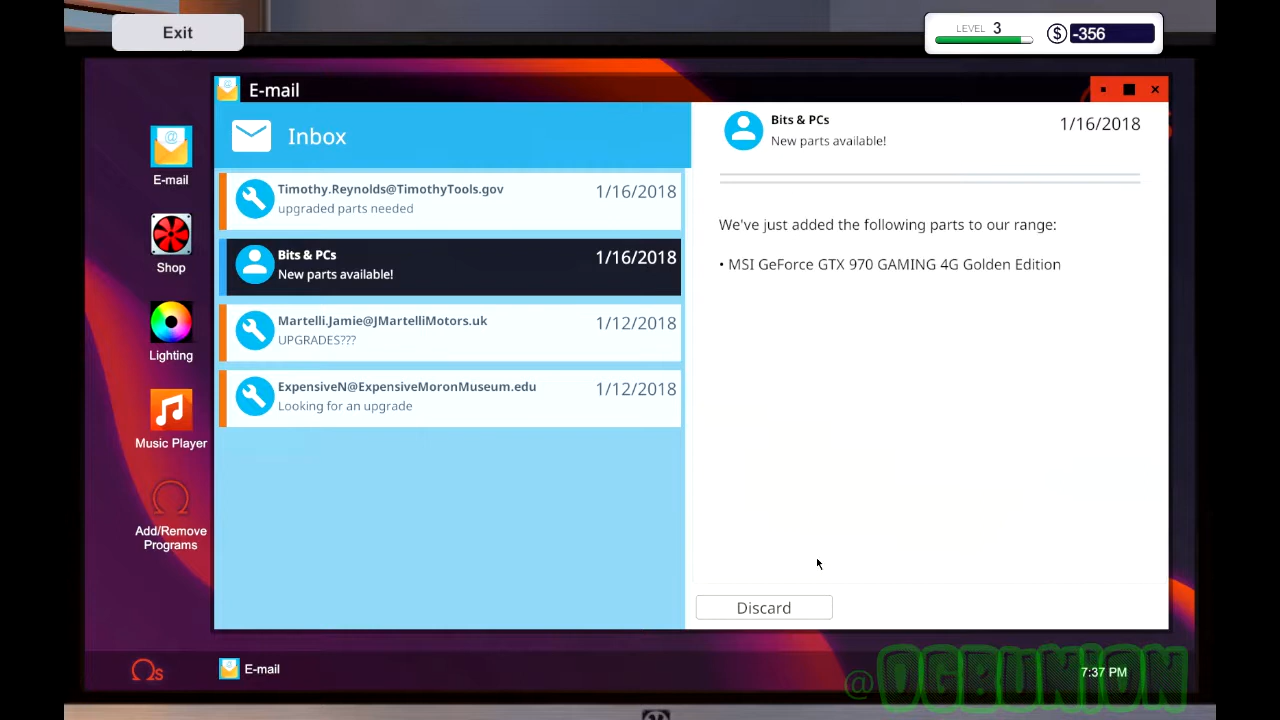 Exit
LEVEL 3
$ -356
E-mail
Inbox
Timothy.Reynolds@TimothyTools.gov
1/16/2018
upgraded parts needed
Bits & PCs
1/16/2018
New parts available!
Martelli.Jamie@JMartelliMotors.uk
1/12/2018
UPGRADES???
ExpensiveN@ExpensiveMoronMuseum.edu
1/12/2018
Looking for an upgrade
Bits & PCs
1/16/2018
New parts available!
We've just added the following parts to our range:
• MSI GeForce GTX 970 GAMING 4G Golden Edition
Discard
E-mail
Shop
Lighting
Music Player
Add/Remove
Programs
Ωs
E-mail
7:37 PM
@OGBUNION